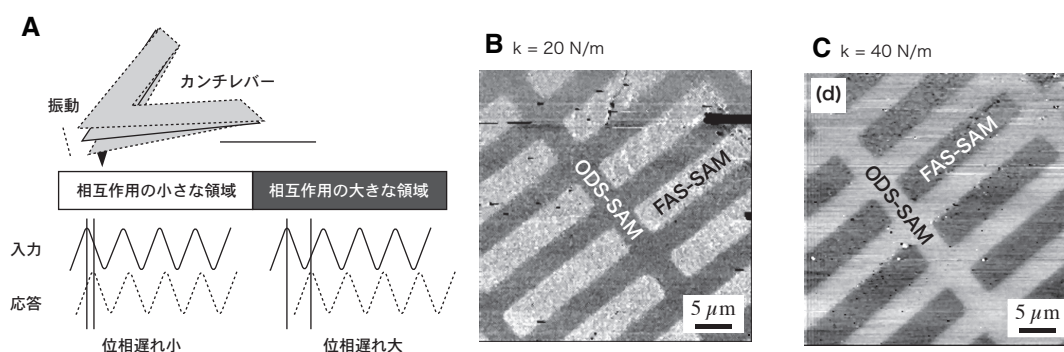 A
カンチレバー
振動
相互作用の小さな領域
相互作用の大きな領域
入力
応答
位相遅れ小
位相遅れ大
B k = 20 N/m
ODS-SAM
FAS-SAM
5 µm
C k = 40 N/m
(d)
FAS-SAM
ODS-SAM
5 µm